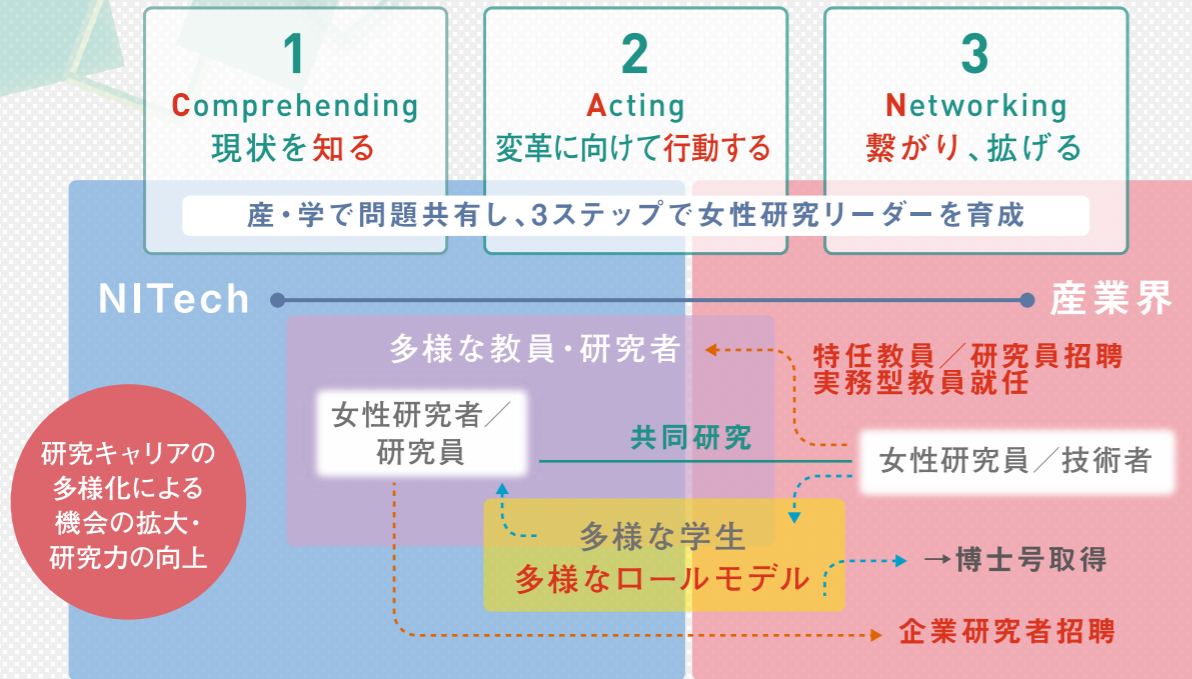 1
Comprehending
現状を知る
2
Acting
変革に向けて行動する
3
Networking
繋がり、拡げる
産・学で問題共有し、3ステップで女性研究リーダーを育成
NITech
産業界
多様な教員・研究者
特任教員／研究員招聘
実務型教員就任
女性研究者／
研究員
共同研究
女性研究員／技術者
研究キャリアの
多様化による
機会の拡大・
研究力の向上
多様な学生
多様なロールモデル
→博士号取得
企業研究者招聘